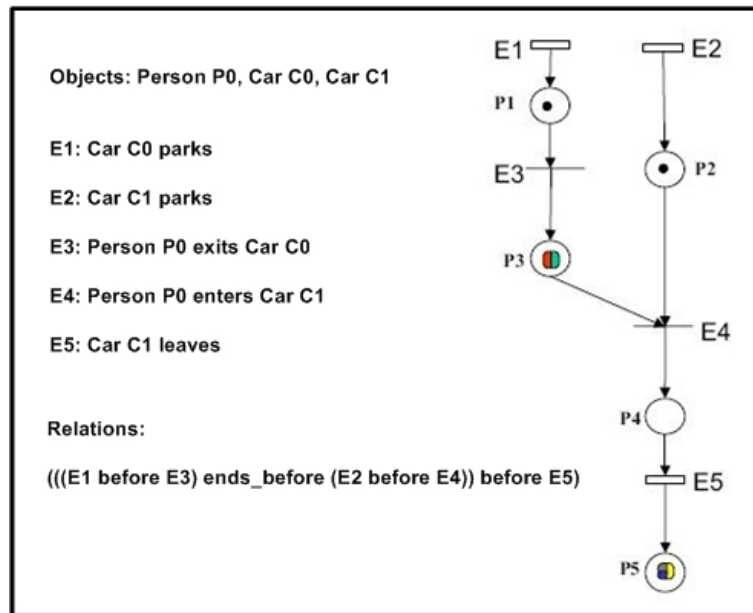 Objects: Person P0, Car C0, Car C1
E1: Car C0 parks
E2: Car C1 parks
E3: Person P0 exits Car C0
E4: Person P0 enters Car C1
E5: Car C1 leaves
Relations:
(((E1 before E3) ends_before (E2 before E4)) before E5)
E1
E2
P1
E3
P2
P3
E4
P4
E5
P5